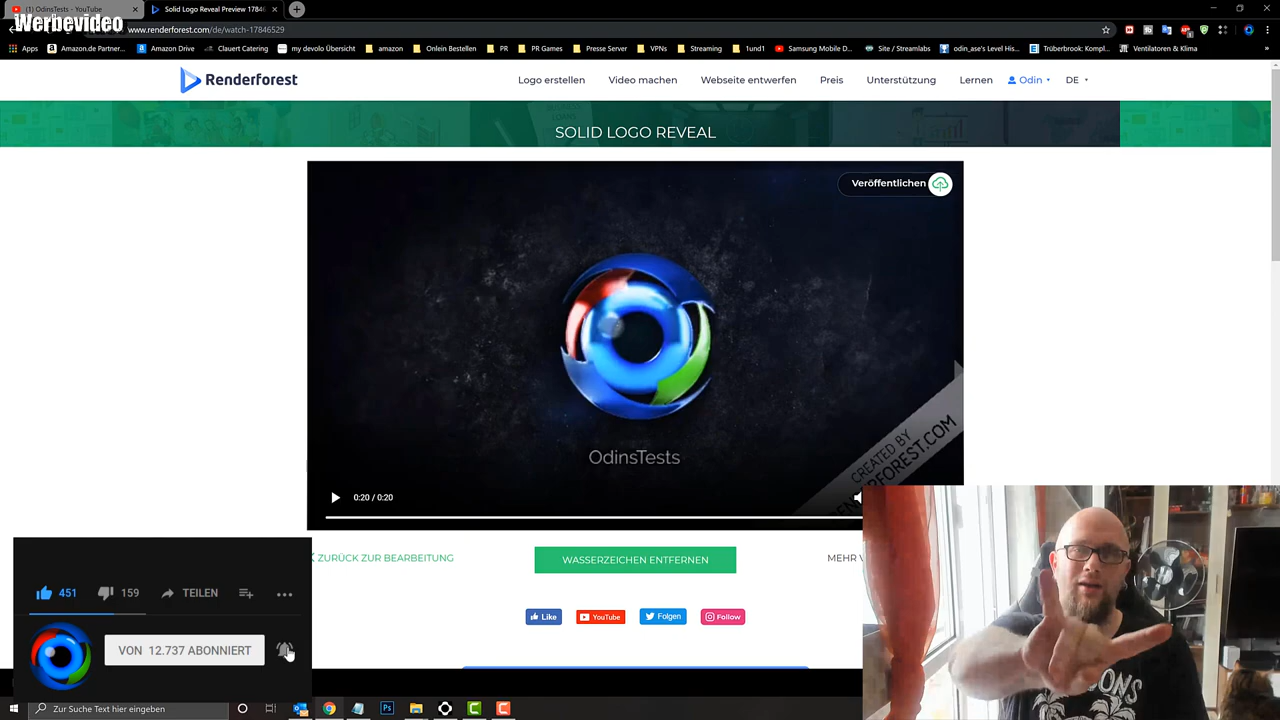 OdinsTests - YouTube
Solid Logo Reveal Preview 1784
Werbevideo
www.renderforest.com/de/watch-17846529
Apps
Amazon.de Partner...
Amazon Drive
Clauert Catering
my devolo Übersicht
amazon
Onlein Bestellen
PR
PR Games
Presse Server
VPNs
Streaming
1und1
Samsung Mobile D...
Site / Streamlabs
odin_ase's Level His...
Trüberbrook: Kompl...
Ventilatoren & Klima
Renderforest
Logo erstellen
Video machen
Webseite entwerfen
Preis
Unterstützung
Lernen
Odin
DE
SOLID LOGO REVEAL
Veröffentlichen
OdinsTests
CREATED BY
RENDERFOREST.COM
0:20 / 0:20
ZURÜCK ZUR BEARBEITUNG
WASSERZEICHEN ENTFERNEN
MEHR V
Like
YouTube
Folgen
Follow
451
159
TEILEN
VON 12.737 ABONNIERT
Zur Suche Text hier eingeben